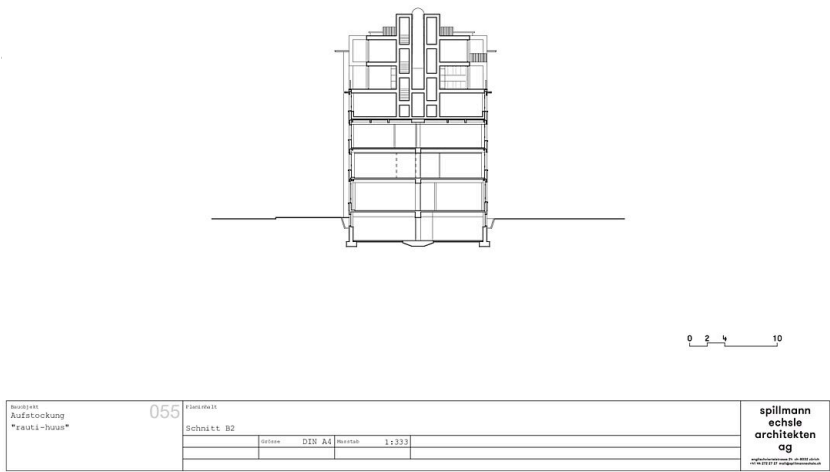 0 2 4 10
Bauobjekt
Aufstockung
"rauti-huus"
055
Planinhalt
Schnitt B2
Grösse DIN A4 Massstab 1:333
spillmann
echsle
architekten
ag